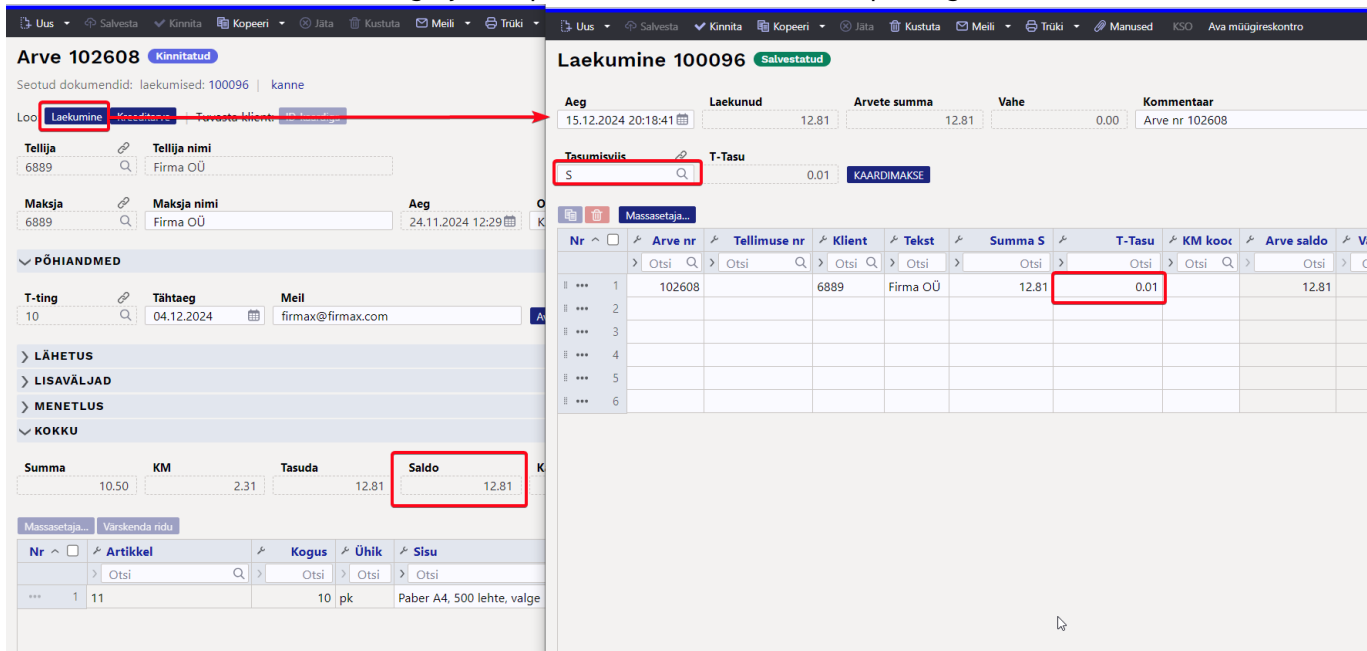 Uus Salvesta Kinnita Kopeeri Jäta Kustuta Meili Trüki
Arve 102608 Kinnitatud
Seotud dokumendid: laekumised: 100096 | kanne
Laekumine Kreeditarve Tuvasta klient:
Tellija Tellija nimi
6889 Firma OÜ
Maksja Maksja nimi Aeg
6889 Firma OÜ 24.11.2024 12:29
PÕHIANDMED
T-ting Tähtaeg Meil
10 04.12.2024 firmax@firmax.com
LÄHETUS
LISAVÄLJAD
MENETLUS
KOKKU
Summa KM Tasuda Saldo
10.50 2.31 12.81 12.81
Massasetaja... Värskenda ridu
Nr Artikkel Kogus Ühik Sisu
Otsi Otsi Otsi Otsi
1 11 10 pk Paber A4, 500 lehte, valge
Uus Salvesta Kinnita Kopeeri Jäta Kustuta Meili Trüki Manused KSO Ava müügireskontro
Laekumine 100096 Salvestatud
Aeg Laekunud Arvete summa Vahe Kommentaar
15.12.2024 20:18:41 12.81 12.81 0.00 Arve nr 102608
Tasumisviis T-Tasu
S 0.01 KAARDIMAKSE
Massasetaja...
Nr Arve nr Tellimuse nr Klient Tekst Summa S T-Tasu KM kood Arve saldo
Otsi Otsi Otsi Otsi Otsi Otsi Otsi Otsi
1 102608 6889 Firma OÜ 12.81 0.01 12.81
2
3
4
5
6